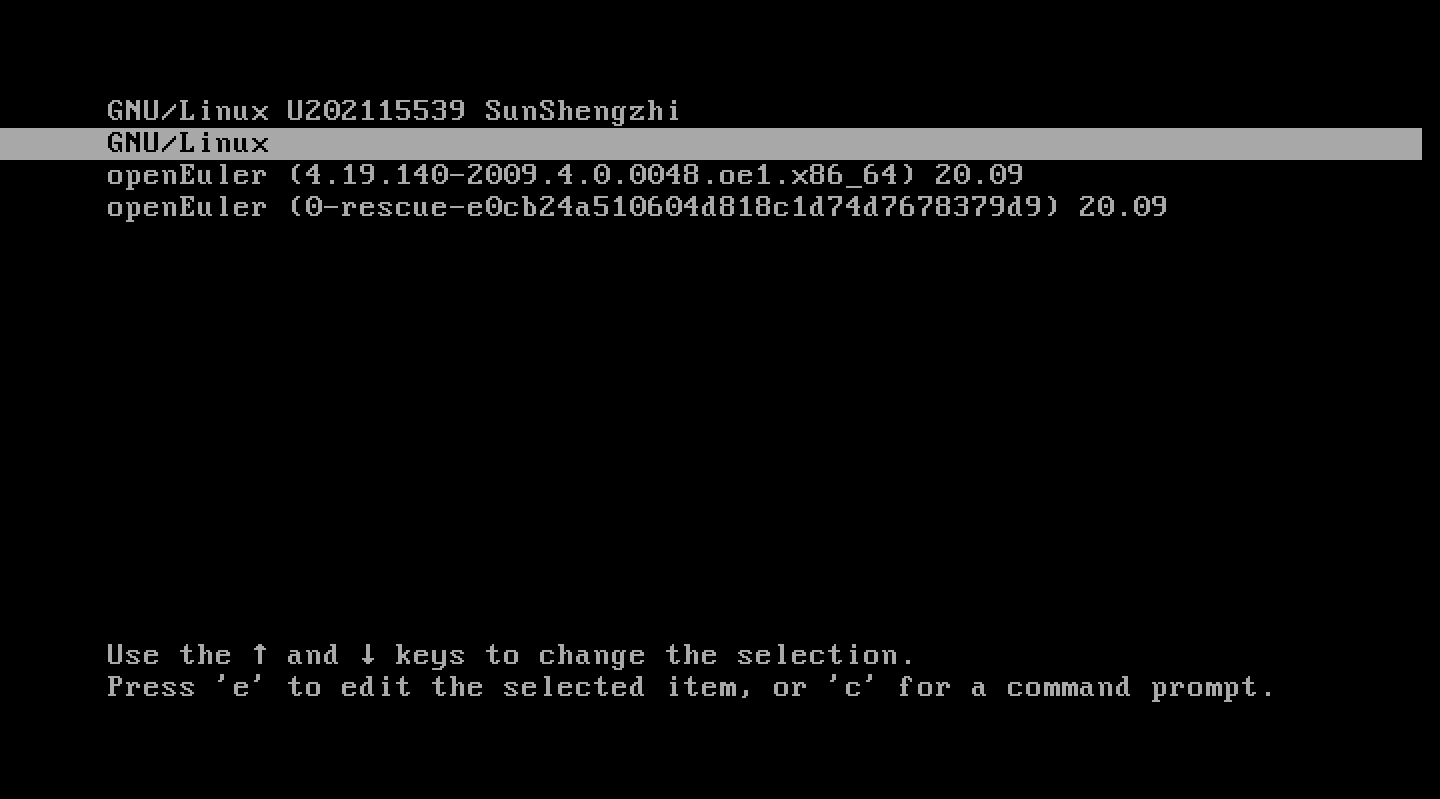 GNU/Linux U202115539 SunShengzhi
GNU/Linux
openEuler (4.19.140-2009.4.0.0048.oe1.x86_64) 20.09
openEuler (0-rescue-e0cb24a510604d818c1d74d7678379d9) 20.09
Use the ↑ and ↓ keys to change the selection.
Press 'e' to edit the selected item, or 'c' for a command prompt.